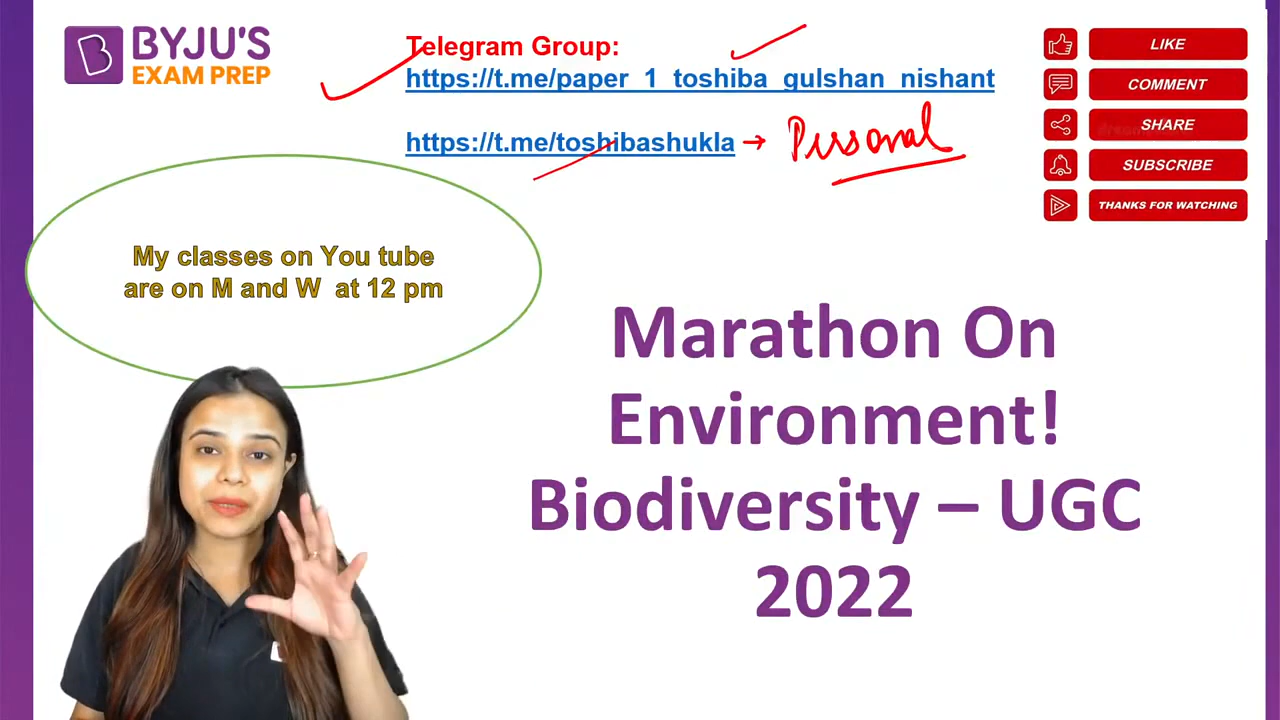 BYJU'S
EXAM PREP
Telegram Group:
https://t.me/paper_1_toshiba_gulshan_nishant
https://t.me/toshibashukla → Personal
LIKE
COMMENT
SHARE
SUBSCRIBE
THANKS FOR WATCHING
My classes on You tube
are on M and W at 12 pm
Marathon On
Environment!
Biodiversity – UGC
2022